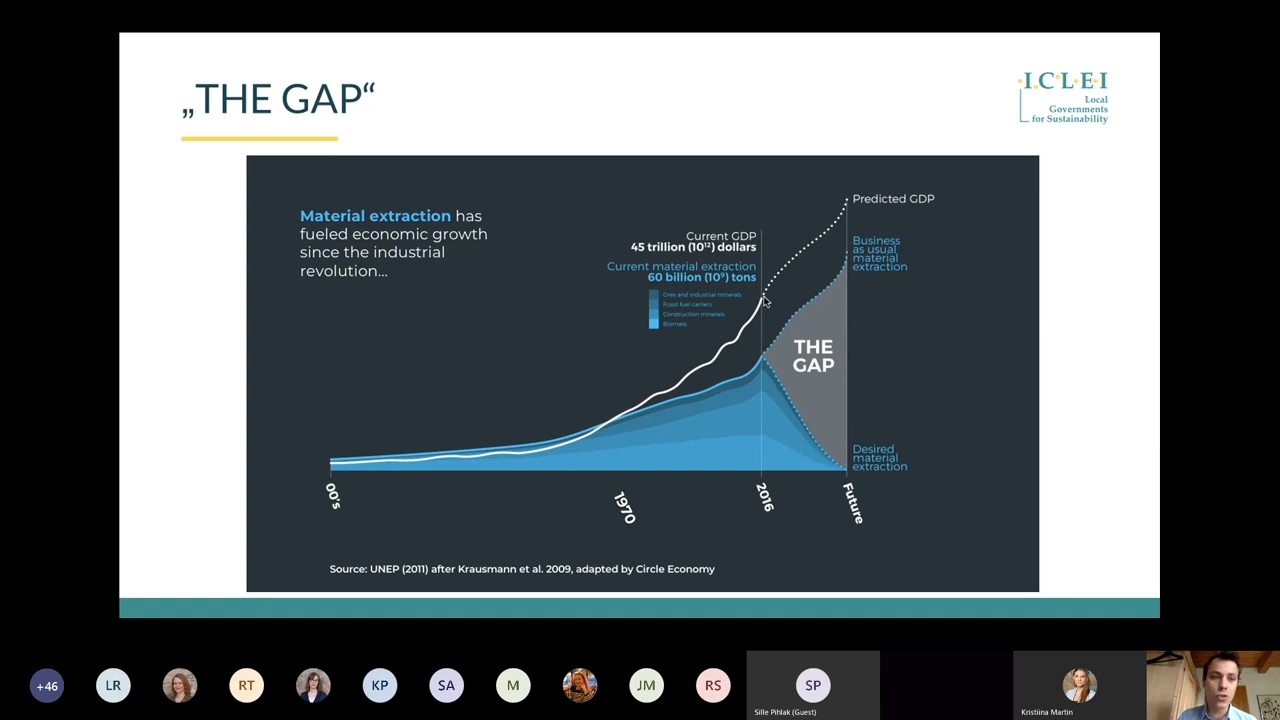 „THE GAP“
I.C.L.E.I
Local
Governments
for Sustainability
Material extraction has
fueled economic growth
since the industrial
revolution...
Current GDP
45 trillion (10¹²) dollars
Current material extraction
60 billion (10⁹) tons
Ores and industrial minerals
Fossil fuel carriers
Construction minerals
Biomass
Predicted GDP
Business
as usual
material
extraction
THE
GAP
Desired
material
extraction
00's
1970
2016
Future
Source: UNEP (2011) after Krausmann et al. 2009, adapted by Circle Economy
+46
LR
RT
KP
SA
M
JM
RS
SP
Sille Pihlak (Guest)
Kristiina Martin